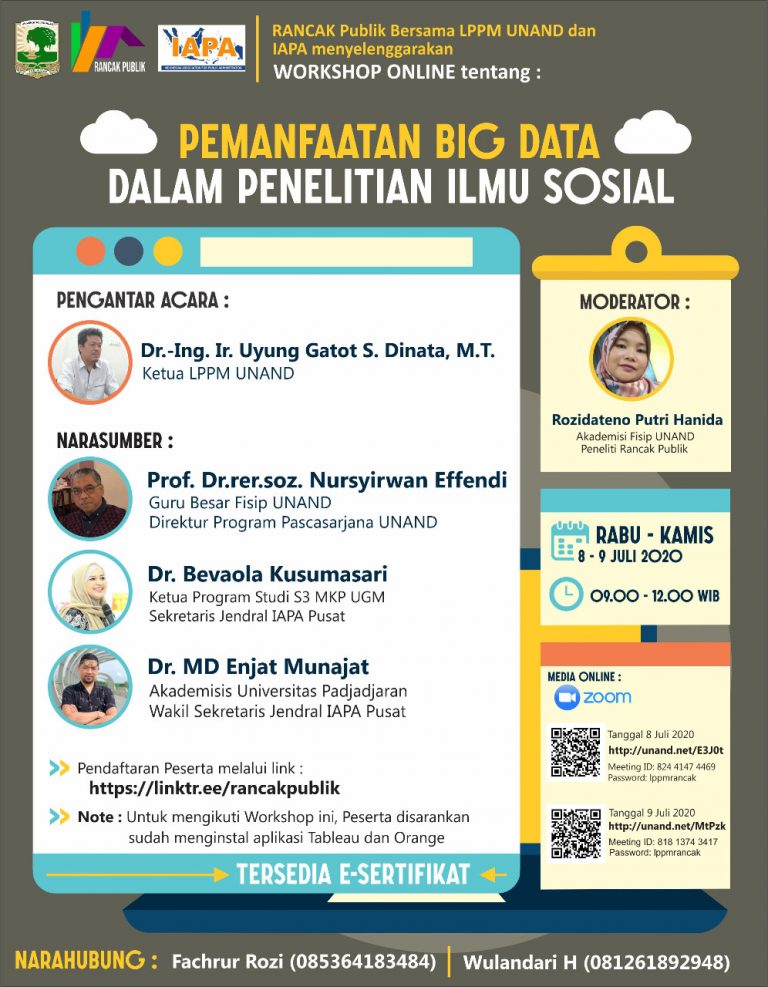 RANCAK PUBLIK
IAPA
INDONESIAN ASSOCIATION FOR PUBLIC ADMINISTRATION
RANCAK Publik Bersama LPPM UNAND dan
IAPA menyelenggarakan
WORKSHOP ONLINE tentang :
PEMANFAATAN BIG DATA
DALAM PENELITIAN ILMU SOSIAL
PENGANTAR ACARA :
Dr.-Ing. Ir. Uyung Gatot S. Dinata, M.T.
Ketua LPPM UNAND
NARASUMBER :
Prof. Dr.rer.soz. Nursyirwan Effendi
Guru Besar Fisip UNAND
Direktur Program Pascasarjana UNAND
Dr. Bevaola Kusumasari
Ketua Program Studi S3 MKP UGM
Sekretaris Jendral IAPA Pusat
Dr. MD Enjat Munajat
Akademisis Universitas Padjadjaran
Wakil Sekretaris Jendral IAPA Pusat
Pendaftaran Peserta melalui link :
https://linktr.ee/rancakpublik
Note : Untuk mengikuti Workshop ini, Peserta disarankan
sudah menginstal aplikasi Tableau dan Orange
TERSEDIA E-SERTIFIKAT
MODERATOR :
Rozidateno Putri Hanida
Akademisi Fisip UNAND
Peneliti Rancak Publik
RABU - KAMIS
8 - 9 JULI 2020
09.00 - 12.00 WIB
MEDIA ONLINE :
zoom
Tanggal 8 Juli 2020
http://unand.net/E3J0t
Meeting ID: 824 4147 4469
Password: lppmrancak
Tanggal 9 Juli 2020
http://unand.net/MtPzk
Meeting ID: 818 1374 3417
Password: lppmrancak
NARAHUBUNG : Fachrur Rozi (085364183484) | Wulandari H (081261892948)